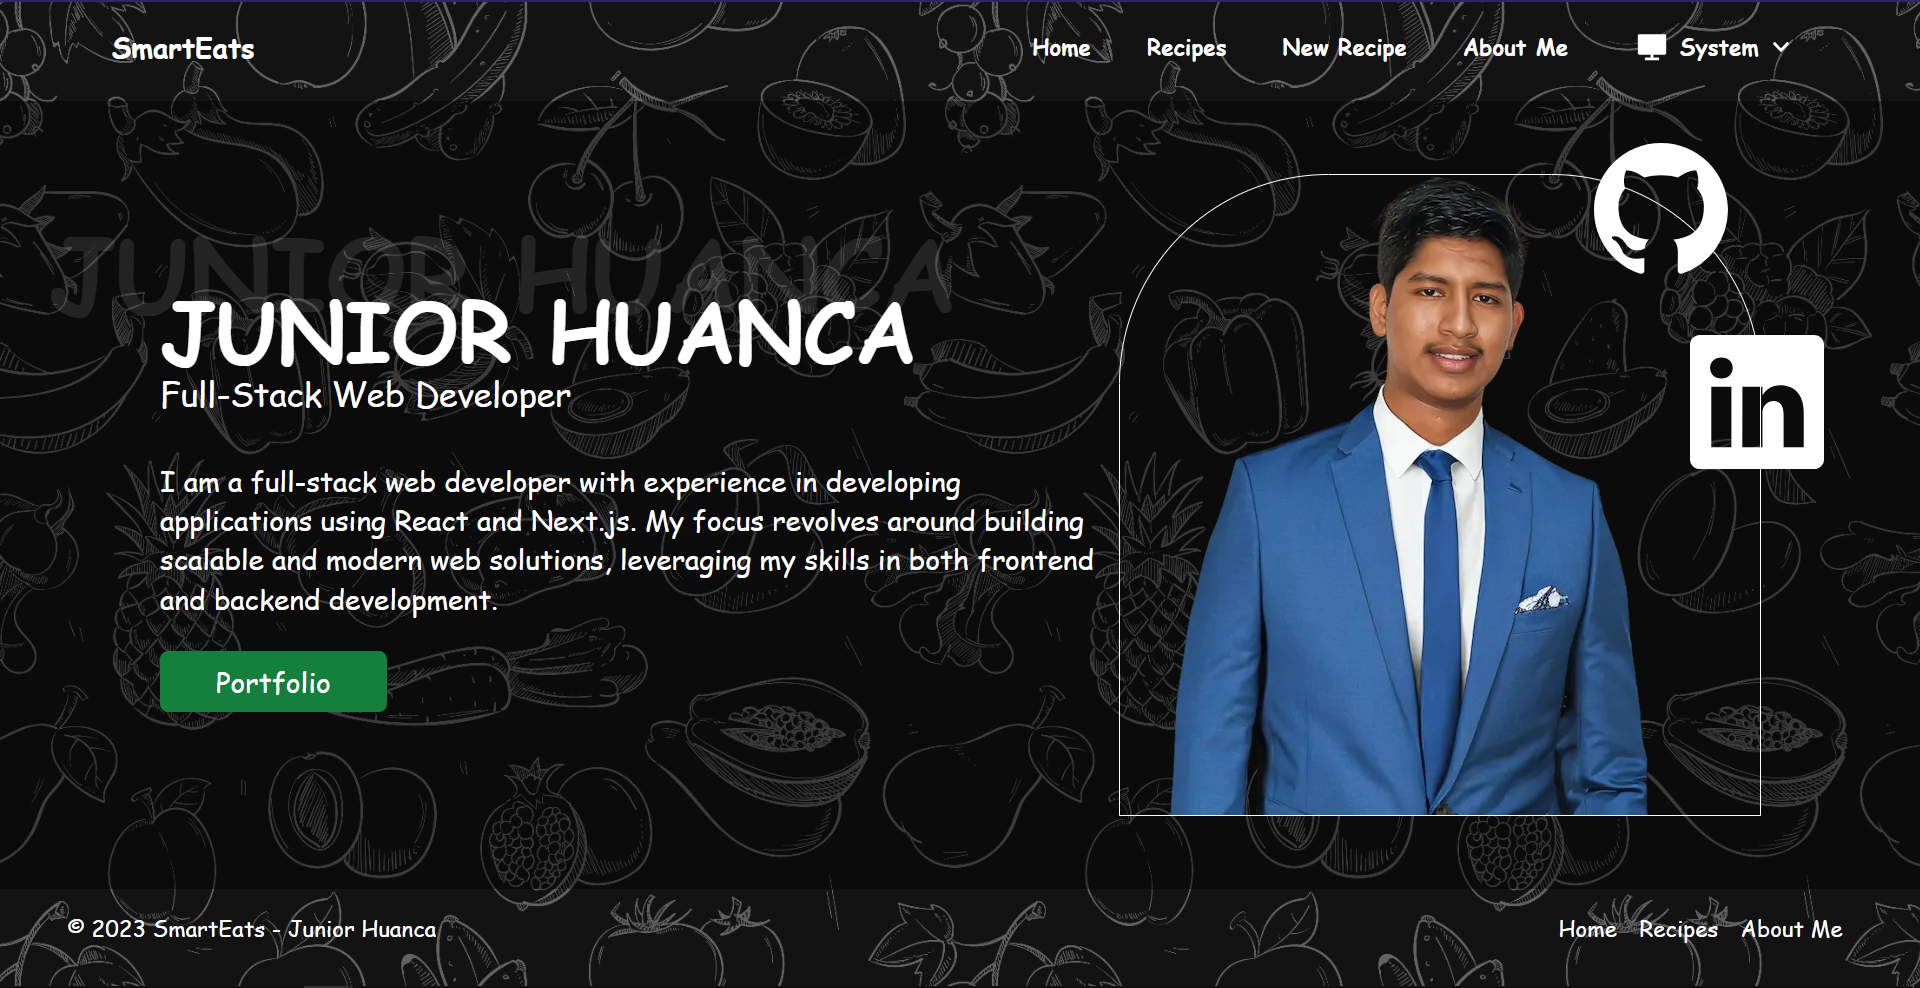 SmartEats
Home Recipes New Recipe About Me System
JUNIOR HUANCA
JUNIOR HUANCA
Full-Stack Web Developer
I am a full-stack web developer with experience in developing
applications using React and Next.js. My focus revolves around building
scalable and modern web solutions, leveraging my skills in both frontend
and backend development.
Portfolio
in
© 2023 SmartEats - Junior Huanca
Home Recipes About Me